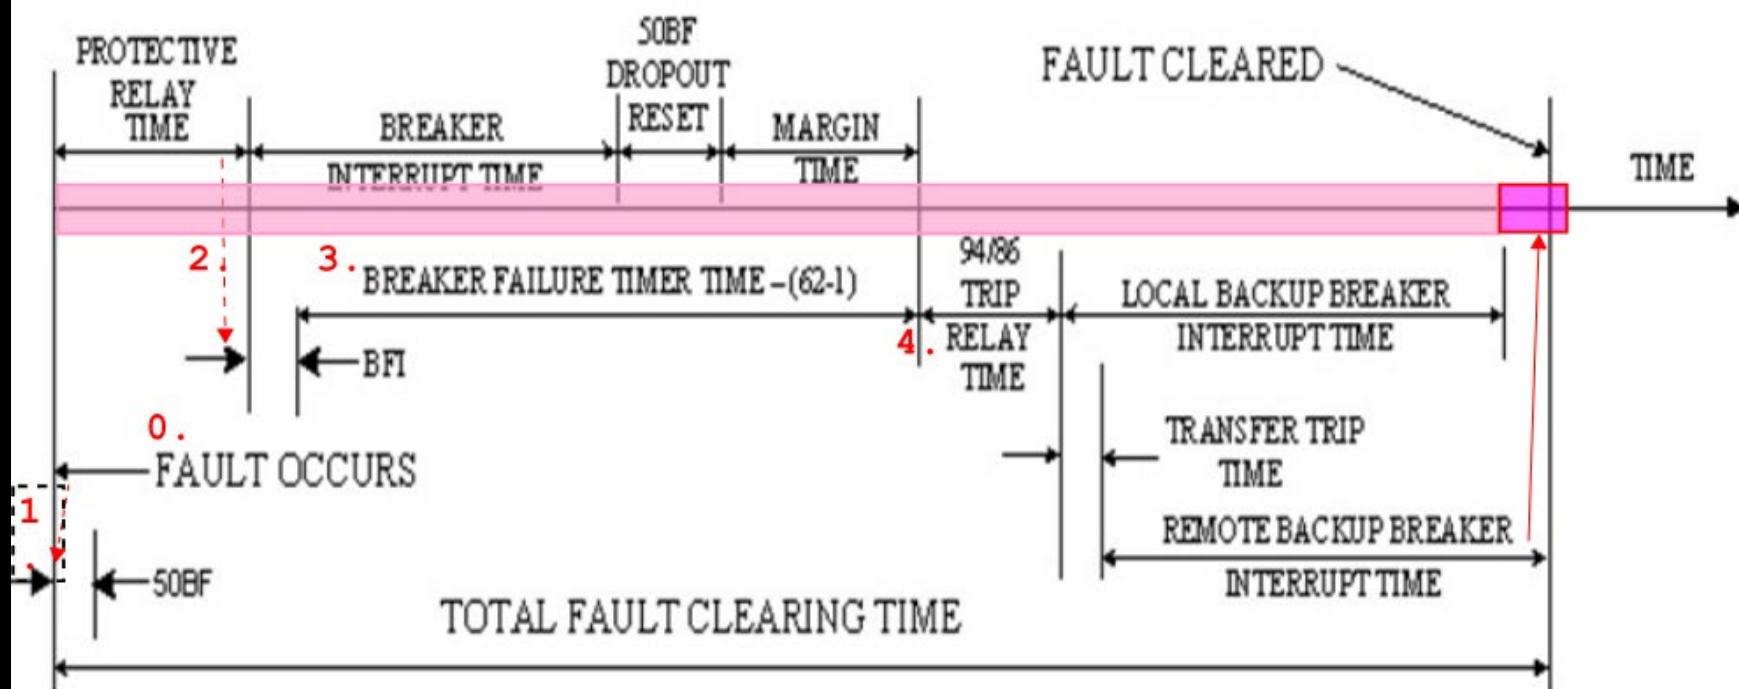 PROTECTIVE
RELAY
TIME
BREAKER
INTERRUPT TIME
50BF
DROPOUT
RESET
MARGIN
TIME
FAULT CLEARED
TIME
2.
3.
BREAKER FAILURE TIMER TIME – (62-1)
BFI
4.
94/86
TRIP
RELAY
TIME
LOCAL BACKUP BREAKER
INTERRUPT TIME
0.
FAULT OCCURS
TRANSFER TRIP
TIME
1.
50BF
REMOTE BACKUP BREAKER
INTERRUPT TIME
TOTAL FAULT CLEARING TIME